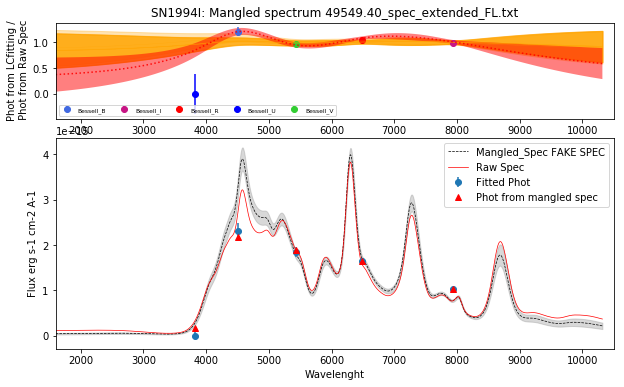 SN1994I: Mangled spectrum 49549.40_spec_extended_FL.txt
Phot from LCfitting /
Phot from Raw Spec
1.0
0.5
0.0
Bessell_B
Bessell_I
Bessell_R
Bessell_U
Bessell_V
2000 3000 4000 5000 6000 7000 8000 9000 10000
Flux erg s-1 cm-2 A-1
4
3
2
1
0
Mangled_Spec FAKE SPEC
Raw Spec
Fitted Phot
Phot from mangled spec
2000 3000 4000 5000 6000 7000 8000 9000 10000
Wavelenght